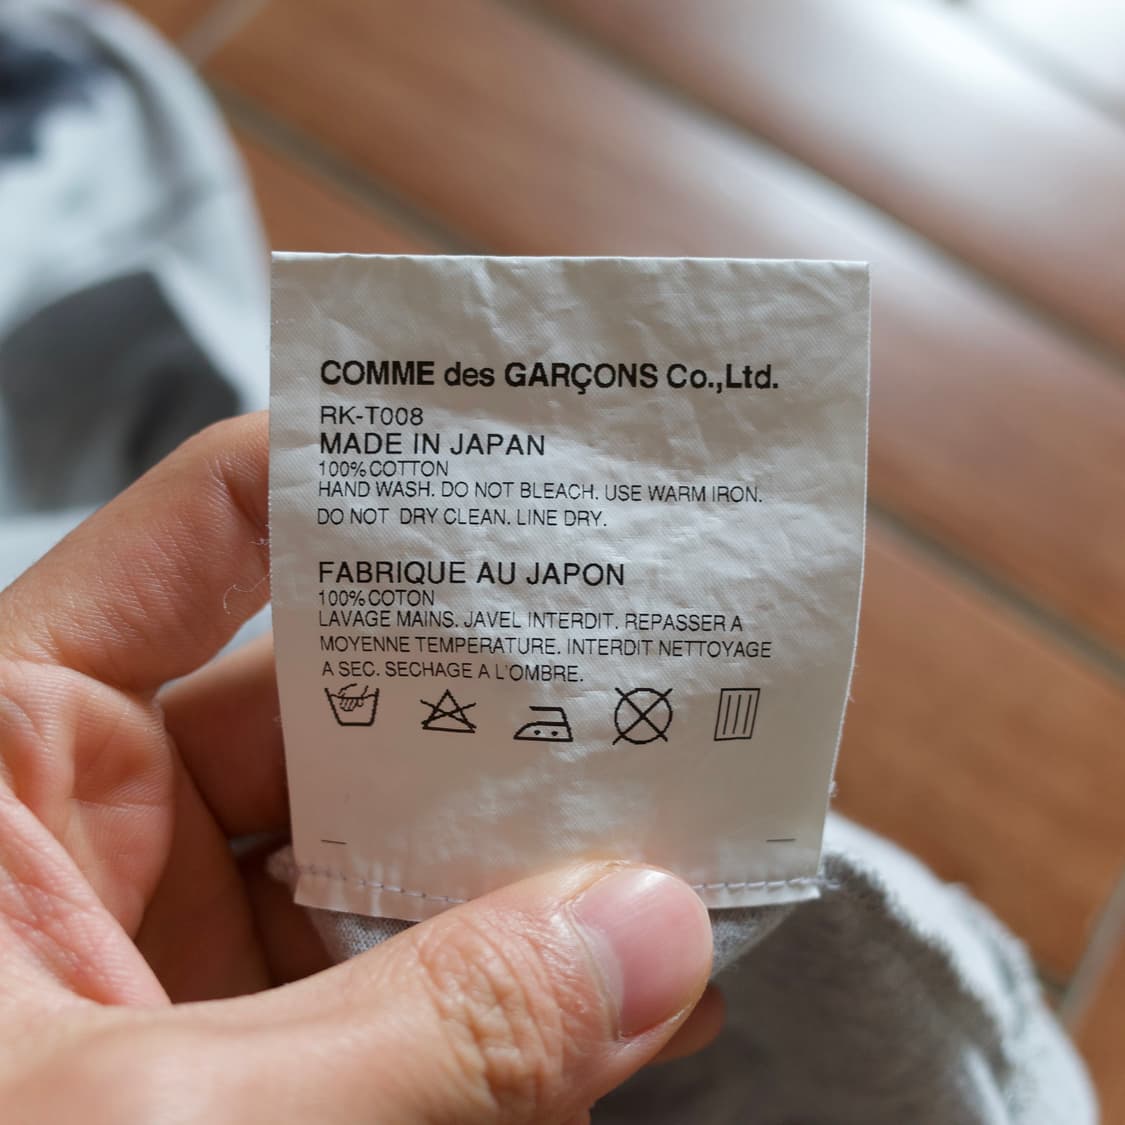 COMME des GARÇONS Co.,Ltd.
RK-T008
MADE IN JAPAN
100% COTTON
HAND WASH. DO NOT BLEACH. USE WARM IRON.
DO NOT DRY CLEAN. LINE DRY.
FABRIQUE AU JAPON
100% COTON
LAVAGE MAINS. JAVEL INTERDIT. REPASSER A
MOYENNE TEMPERATURE. INTERDIT NETTOYAGE
A SEC. SECHAGE A L'OMBRE.